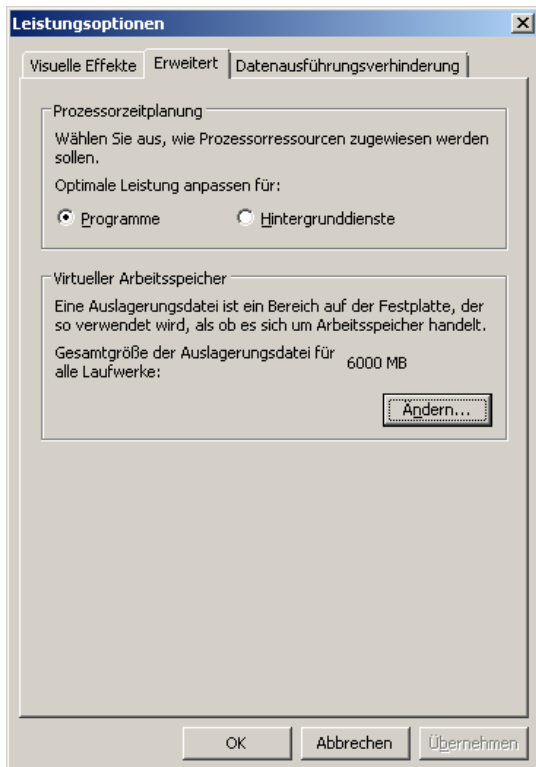 Leistungsoptionen
Visuelle Effekte Erweitert Datenausführungsverhinderung
Prozessorzeitplanung
Wählen Sie aus, wie Prozessorressourcen zugewiesen werden
sollen.
Optimale Leistung anpassen für:
Programme Hintergrunddienste
Virtueller Arbeitsspeicher
Eine Auslagerungsdatei ist ein Bereich auf der Festplatte, der
so verwendet wird, als ob es sich um Arbeitsspeicher handelt.
Gesamtgröße der Auslagerungsdatei für
alle Laufwerke: 6000 MB
Ändern...
OK Abbrechen Übernehmen